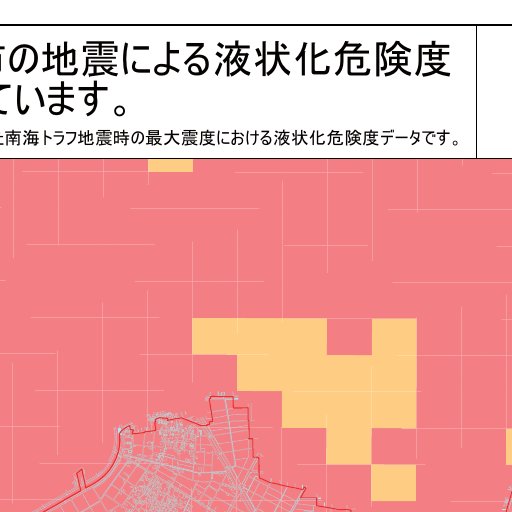 の地震による液状化危険度
ています。
南海トラフ地震時の最大震度における液状化危険度データです。